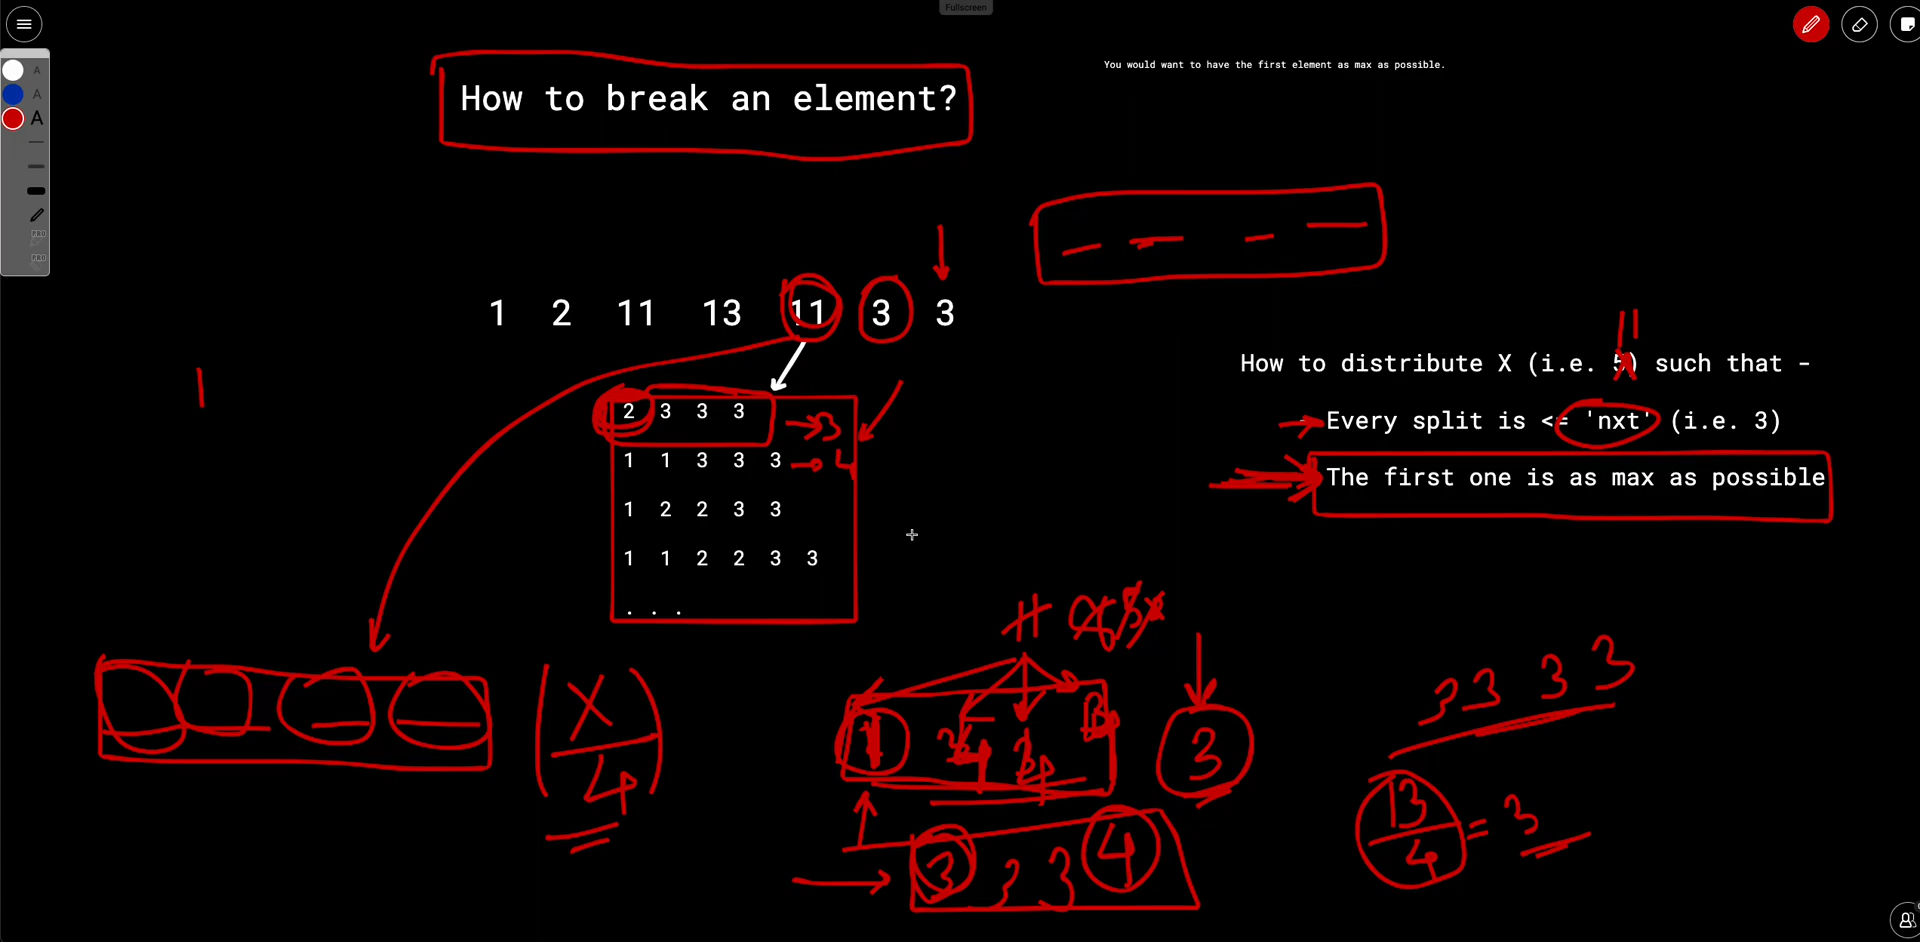 Fullscreen
You would want to have the first element as max as possible.
How to break an element?
A
A
A
PRO
PRO
1 2 11 13 11 3 3
11
How to distribute X (i.e. 5) such that -
Every split is <= 'nxt' (i.e. 3)
The first one is as max as possible
1
2 3 3 3 → 3
1 1 3 3 3 → 4
1 2 2 3 3
1 1 2 2 3 3
. . .
X
4
3
3 3 3 4
3 3 3 3
13
4
= 3